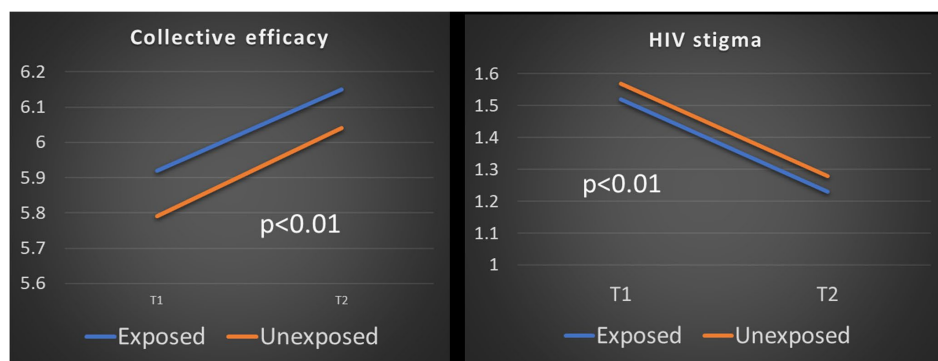 Collective efficacy
6.2
6.1
6
5.9
5.8
5.7
5.6
p<0.01
T1 T2
Exposed Unexposed
HIV stigma
1.6
1.5
1.4
1.3
1.2
1.1
1
p<0.01
T1 T2
Exposed Unexposed